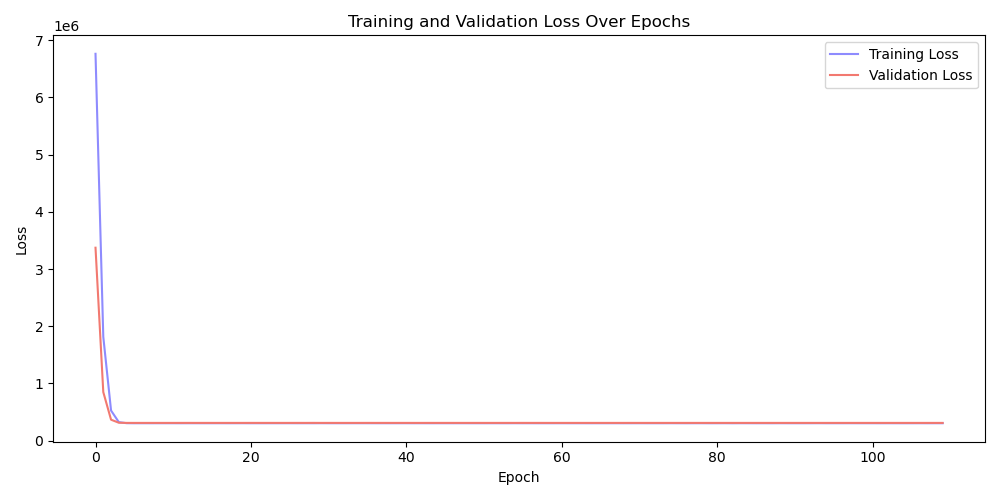 Training and Validation Loss Over Epochs
1e6
Training Loss
Validation Loss
7
6
5
4
3
2
1
0
Loss
0 20 40 60 80 100
Epoch